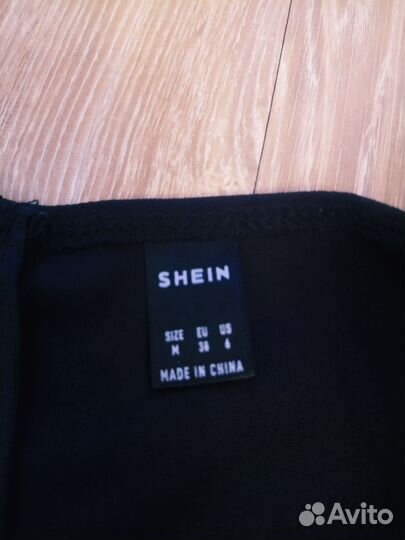 SHEIN
SIZE EU US
M 38 6
MADE IN CHINA
Avito